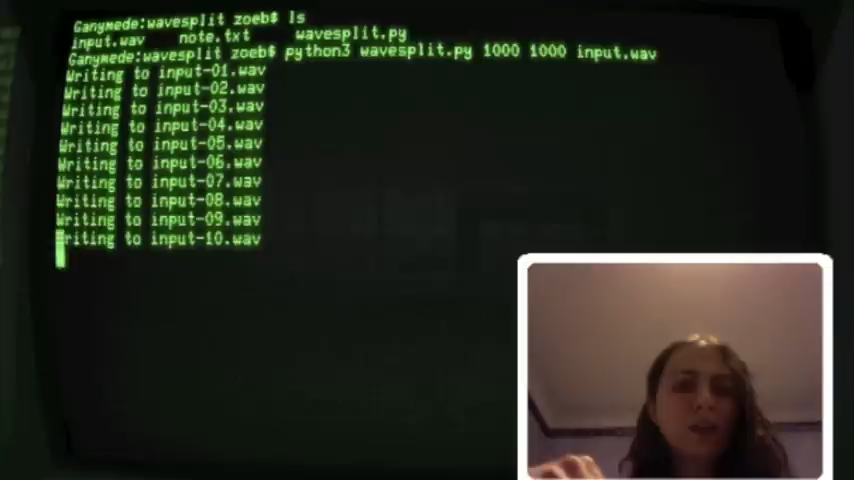 Ganymede:wavesplit zoeb$ ls
input.wav note.txt wavesplit.py
Ganymede:wavesplit zoeb$ python3 wavesplit.py 1000 1000 input.wav
Writing to input-01.wav
Writing to input-02.wav
Writing to input-03.wav
Writing to input-04.wav
Writing to input-05.wav
Writing to input-06.wav
Writing to input-07.wav
Writing to input-08.wav
Writing to input-09.wav
Writing to input-10.wav